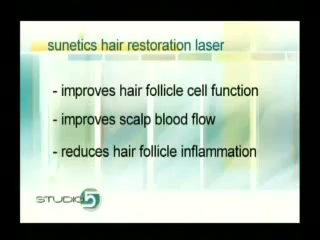 sunetics hair restoration laser
- improves hair follicle cell function
- improves scalp blood flow
- reduces hair follicle inflammation
STUDIO 5